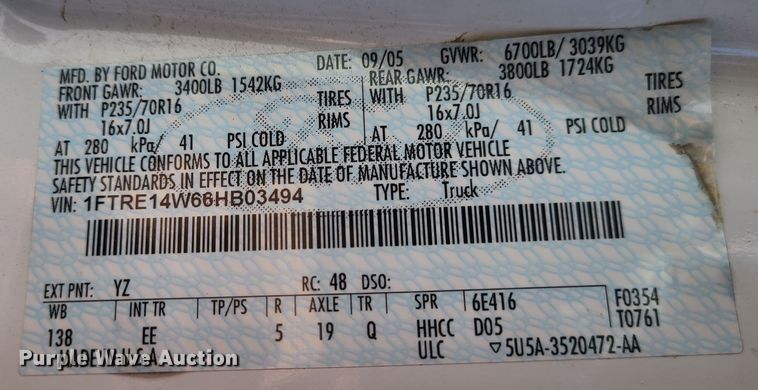 MFD. BY FORD MOTOR CO. DATE: 09/05 GVWR: 6700LB/ 3039KG
FRONT GAWR: 3400LB 1542KG REAR GAWR: 3800LB 1724KG
WITH P235/70R16 TIRES WITH P235/70R16 TIRES
16x7.0J RIMS 16x7.0J RIMS
AT 280 kPa/ 41 PSI COLD AT 280 kPa/ 41 PSI COLD
THIS VEHICLE CONFORMS TO ALL APPLICABLE FEDERAL MOTOR VEHICLE
SAFETY STANDARDS IN EFFECT ON THE DATE OF MANUFACTURE SHOWN ABOVE.
VIN: 1FTRE14W66HB03494 TYPE: Truck
EXT PNT: YZ RC: 48 DSO:
WB INT TR TP/PS R AXLE TR SPR 6E416 F0354
138 EE 5 19 Q HHCC D05 T0761
ULC ▽5U5A-3520472-AA
Purple Wave Auction